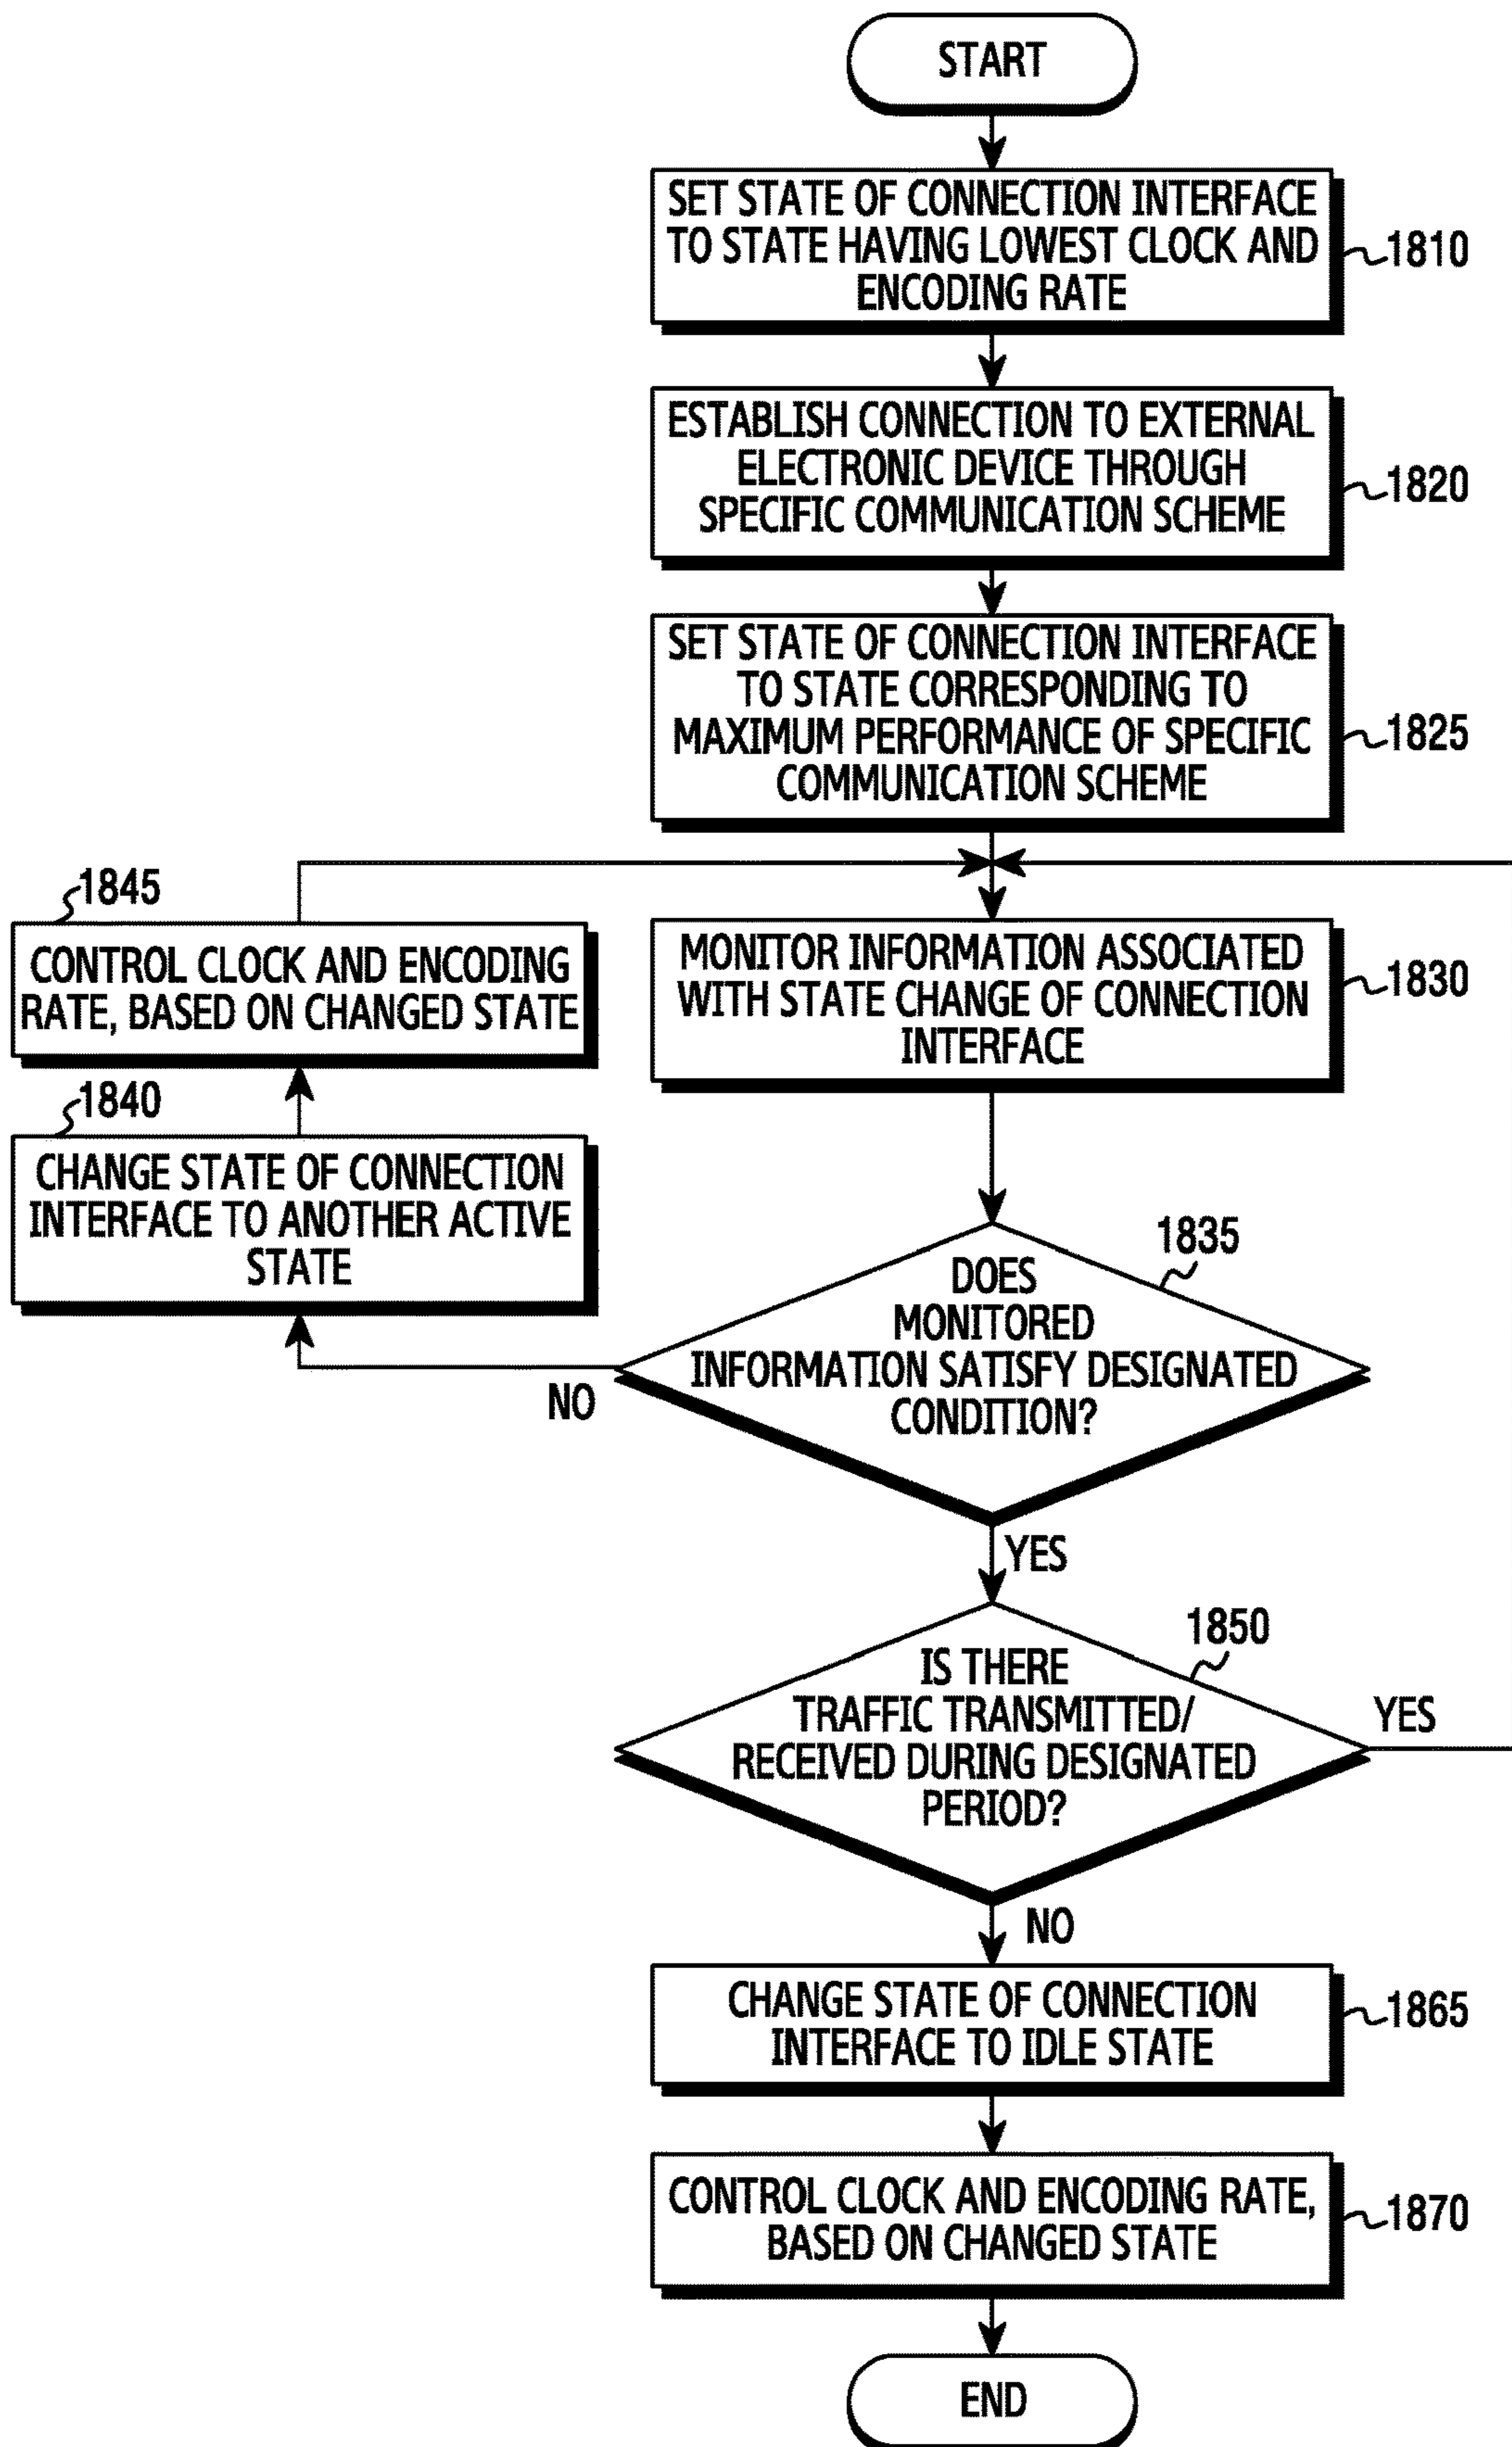 START
SET STATE OF CONNECTION INTERFACE
TO STATE HAVING LOWEST CLOCK AND
ENCODING RATE
1810
ESTABLISH CONNECTION TO EXTERNAL
ELECTRONIC DEVICE THROUGH
SPECIFIC COMMUNICATION SCHEME
1820
SET STATE OF CONNECTION INTERFACE
TO STATE CORRESPONDING TO
MAXIMUM PERFORMANCE OF SPECIFIC
COMMUNICATION SCHEME
1825
1845
CONTROL CLOCK AND ENCODING
RATE, BASED ON CHANGED STATE
MONITOR INFORMATION ASSOCIATED
WITH STATE CHANGE OF CONNECTION
INTERFACE
1830
1840
CHANGE STATE OF CONNECTION
INTERFACE TO ANOTHER ACTIVE
STATE
1835
DOES
MONITORED
INFORMATION SATISFY DESIGNATED
CONDITION?
NO
YES
1850
IS THERE
TRAFFIC TRANSMITTED/
RECEIVED DURING DESIGNATED
PERIOD?
YES
NO
CHANGE STATE OF CONNECTION
INTERFACE TO IDLE STATE
1865
CONTROL CLOCK AND ENCODING RATE,
BASED ON CHANGED STATE
1870
END